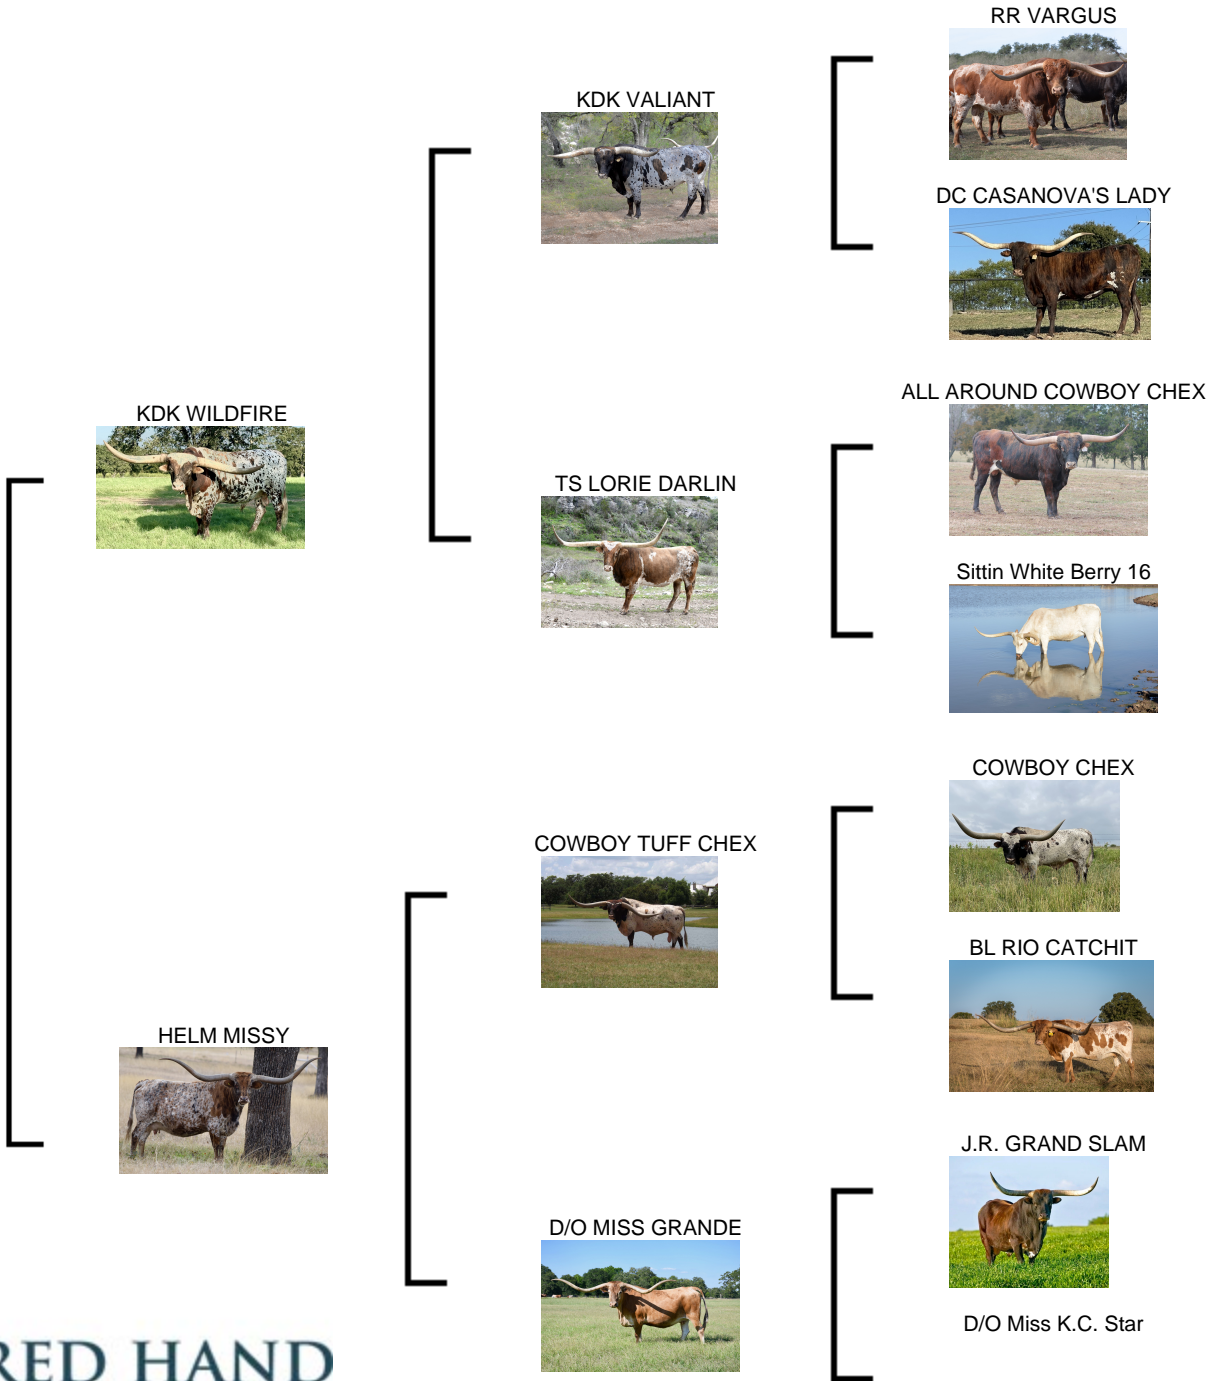 RR VARGUS
KDK VALIANT
DC CASANOVA'S LADY
KDK WILDFIRE
ALL AROUND COWBOY CHEX
TS LORIE DARLIN
Sittin White Berry 16
COWBOY CHEX
COWBOY TUFF CHEX
BL RIO CATCHIT
HELM MISSY
J.R. GRAND SLAM
D/O MISS GRANDE
D/O Miss K.C. Star
RED HAND